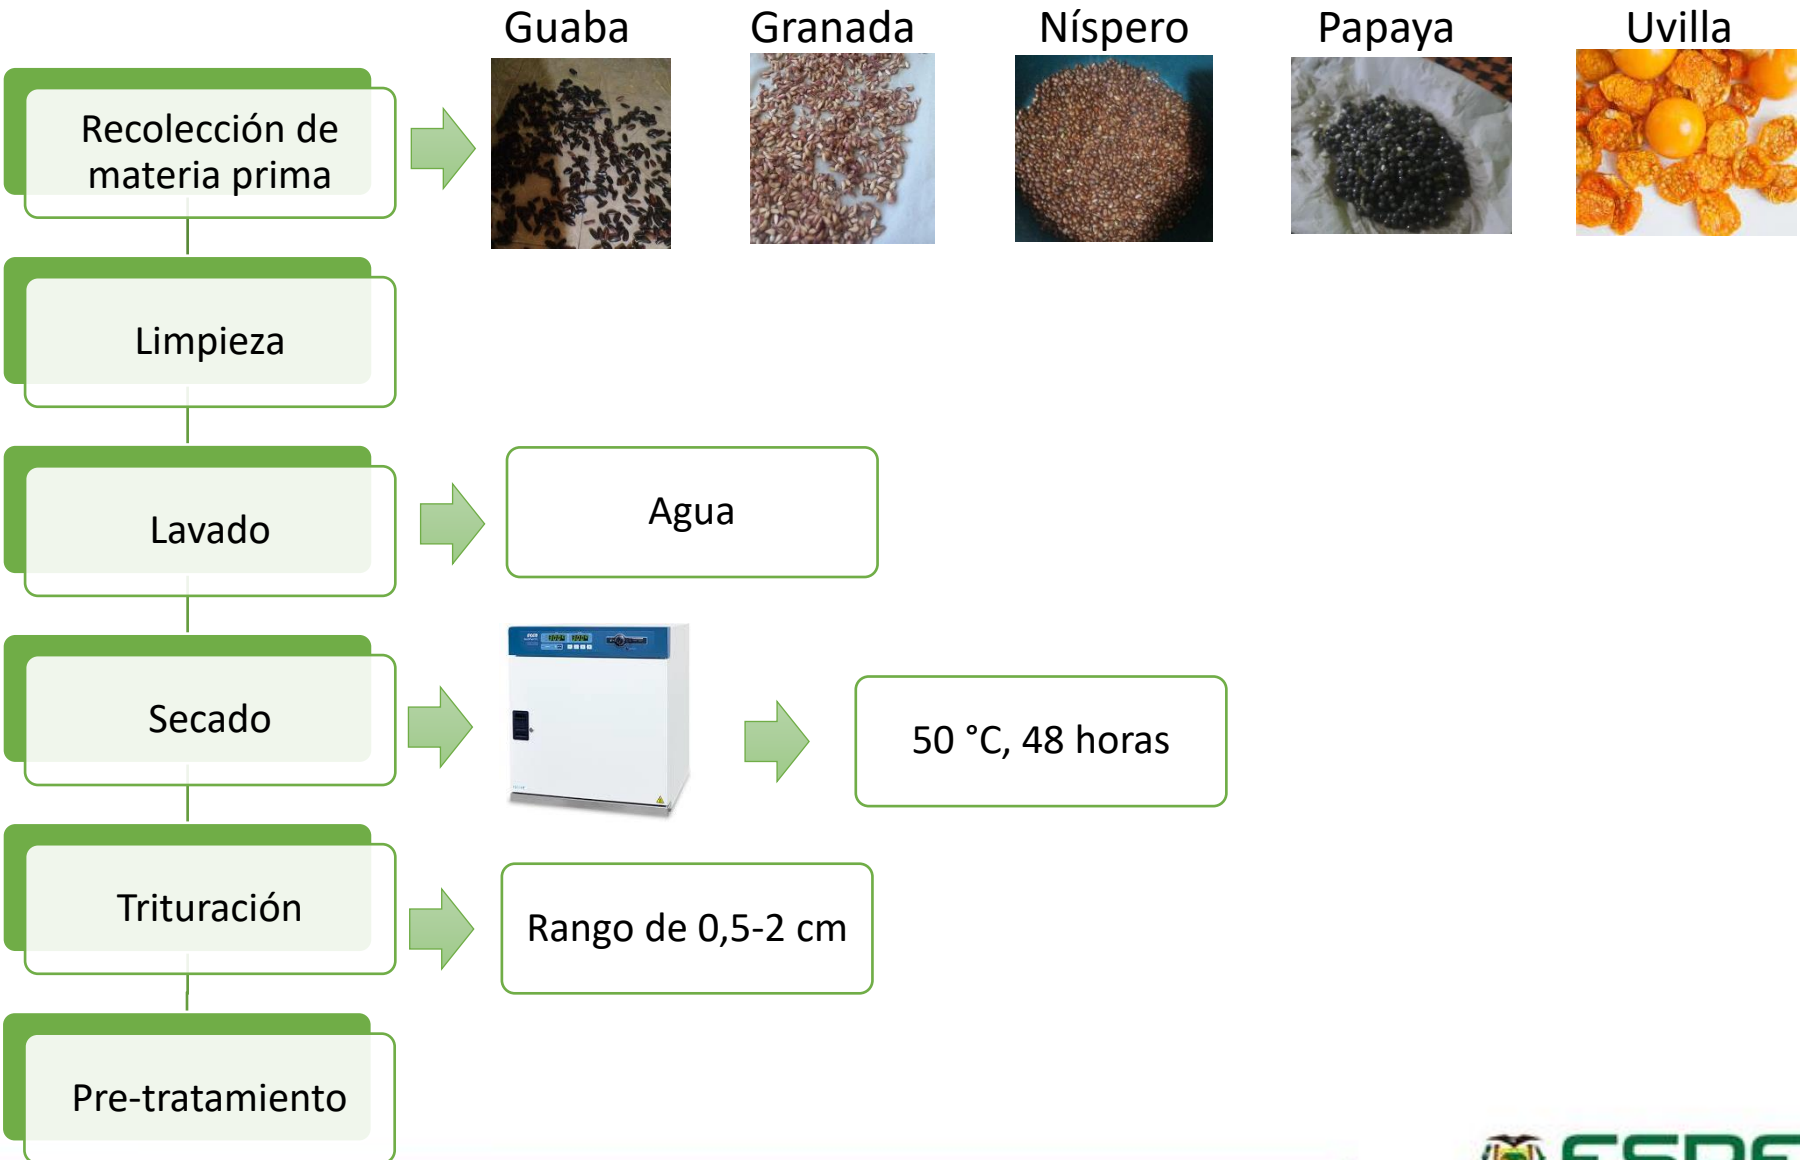 Guaba
Granada
Níspero
Papaya
Uvilla
Recolección de
materia prima
Limpieza
Lavado
Agua
Secado
50 °C, 48 horas
Trituración
Rango de 0,5-2 cm
Pre-tratamiento
ESPE